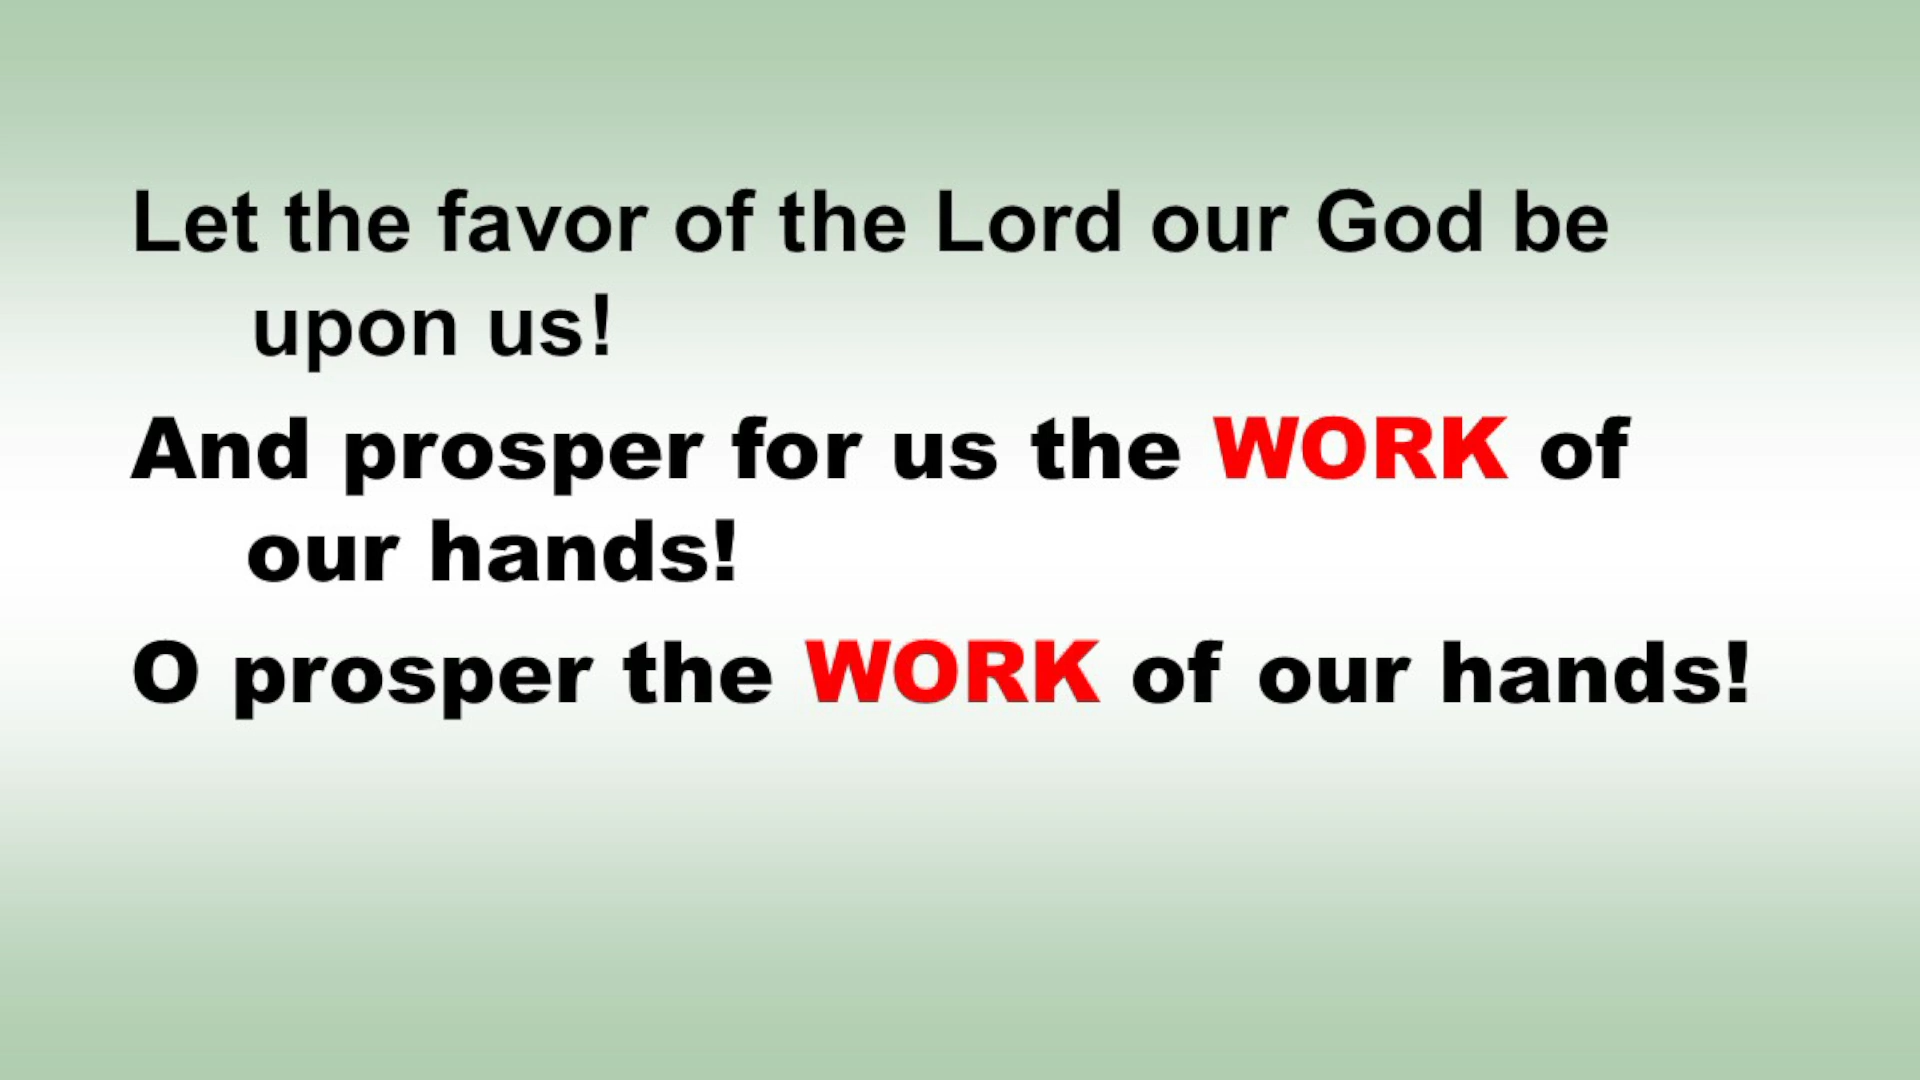 Let the favor of the Lord our God be
upon us!
And prosper for us the WORK of
our hands!
O prosper the WORK of our hands!